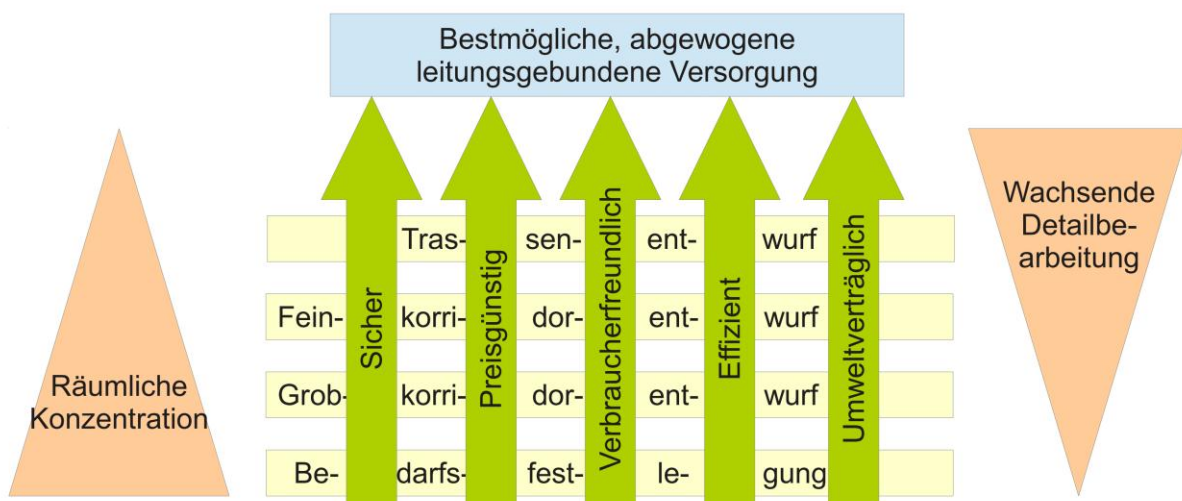 Bestmögliche, abgewogene
leitungsgebundene Versorgung
Räumliche
Konzentration
Tras- sen- ent- wurf
Fein- korri- dor- ent- wurf
Grob- korri- dor- ent- wurf
Be- darfs- fest- le- gung
Sicher
Preisgünstig
Verbraucherfreundlich
Effizient
Umweltverträglich
Wachsende
Detailbe-
arbeitung